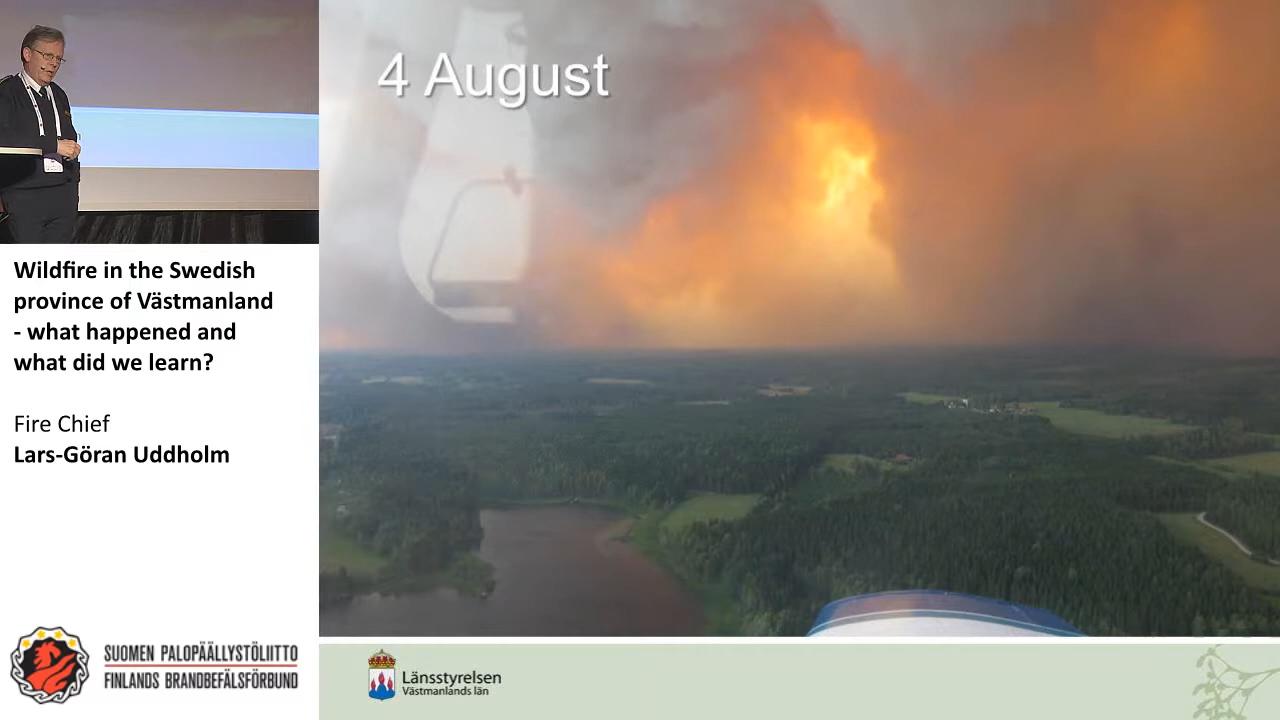 4 August
Wildfire in the Swedish
province of Västmanland
- what happened and
what did we learn?
Fire Chief
Lars-Göran Uddholm
SUOMEN PALOPÄÄLLYSTÖLIITTO
FINLANDS BRANDBEFÄLSFÖRBUND
Länsstyrelsen
Västmanlands län